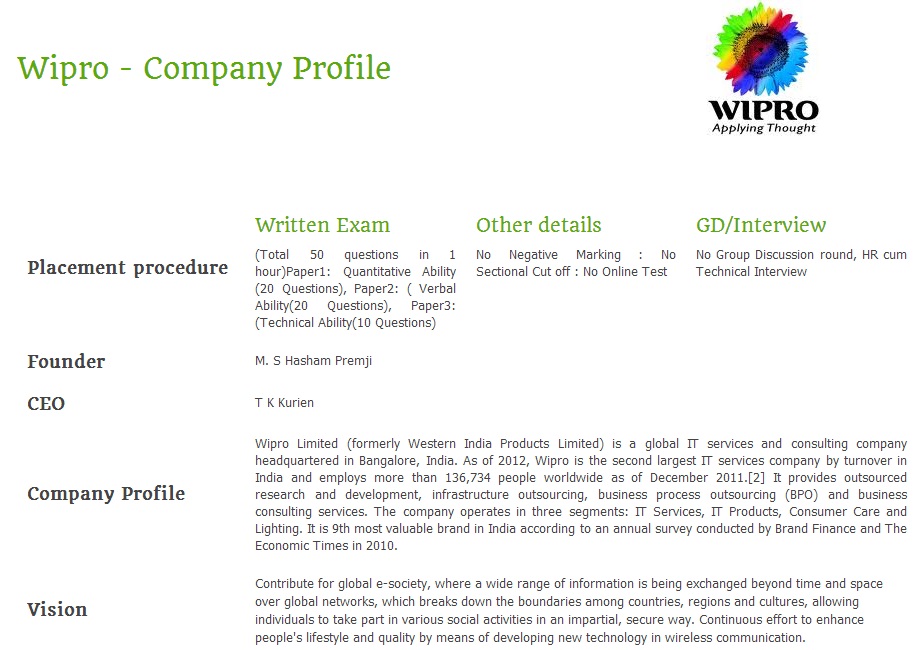 Wipro - Company Profile
WIPRO
Applying Thought
Placement procedure
Written Exam
(Total 50 questions in 1
hour)Paper1: Quantitative Ability
(20 Questions), Paper2: ( Verbal
Ability(20 Questions), Paper3:
(Technical Ability(10 Questions)
Other details
No Negative Marking : No
Sectional Cut off : No Online Test
GD/Interview
No Group Discussion round, HR cum
Technical Interview
Founder
M. S Hasham Premji
CEO
T K Kurien
Company Profile
Wipro Limited (formerly Western India Products Limited) is a global IT services and consulting company
headquartered in Bangalore, India. As of 2012, Wipro is the second largest IT services company by turnover in
India and employs more than 136,734 people worldwide as of December 2011.[2] It provides outsourced
research and development, infrastructure outsourcing, business process outsourcing (BPO) and business
consulting services. The company operates in three segments: IT Services, IT Products, Consumer Care and
Lighting. It is 9th most valuable brand in India according to an annual survey conducted by Brand Finance and The
Economic Times in 2010.
Vision
Contribute for global e-society, where a wide range of information is being exchanged beyond time and space
over global networks, which breaks down the boundaries among countries, regions and cultures, allowing
individuals to take part in various social activities in an impartial, secure way. Continuous effort to enhance
people's lifestyle and quality by means of developing new technology in wireless communication.